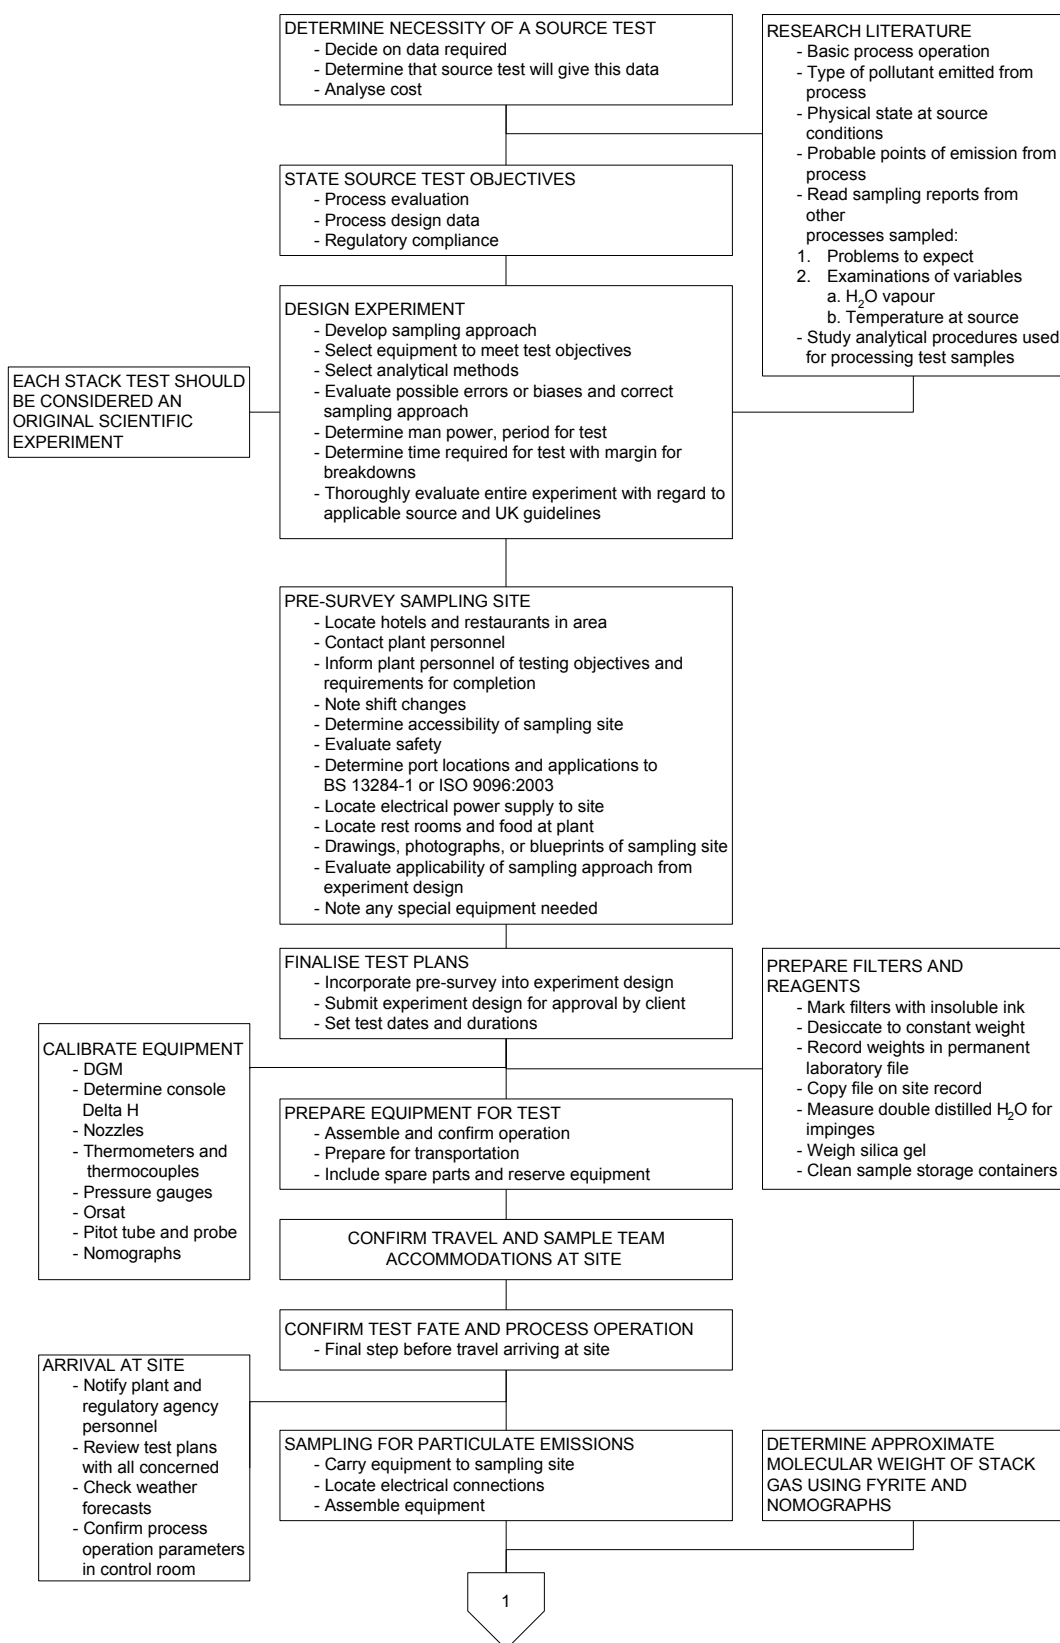 DETERMINE NECESSITY OF A SOURCE TEST
- Decide on data required
- Determine that source test will give this data
- Analyse cost
RESEARCH LITERATURE
- Basic process operation
- Type of pollutant emitted from
process
- Physical state at source
conditions
- Probable points of emission from
process
- Read sampling reports from
other
processes sampled:
1. Problems to expect
2. Examinations of variables
a. H2O vapour
b. Temperature at source
- Study analytical procedures used
for processing test samples
STATE SOURCE TEST OBJECTIVES
- Process evaluation
- Process design data
- Regulatory compliance
DESIGN EXPERIMENT
- Develop sampling approach
- Select equipment to meet test objectives
- Select analytical methods
- Evaluate possible errors or biases and correct
sampling approach
- Determine man power, period for test
- Determine time required for test with margin for
breakdowns
- Thoroughly evaluate entire experiment with regard to
applicable source and UK guidelines
EACH STACK TEST SHOULD
BE CONSIDERED AN
ORIGINAL SCIENTIFIC
EXPERIMENT
PRE-SURVEY SAMPLING SITE
- Locate hotels and restaurants in area
- Contact plant personnel
- Inform plant personnel of testing objectives and
requirements for completion
- Note shift changes
- Determine accessibility of sampling site
- Evaluate safety
- Determine port locations and applications to
BS 13284-1 or ISO 9096:2003
- Locate electrical power supply to site
- Locate rest rooms and food at plant
- Drawings, photographs, or blueprints of sampling site
- Evaluate applicability of sampling approach from
experiment design
- Note any special equipment needed
FINALISE TEST PLANS
- Incorporate pre-survey into experiment design
- Submit experiment design for approval by client
- Set test dates and durations
PREPARE FILTERS AND
REAGENTS
- Mark filters with insoluble ink
- Desiccate to constant weight
- Record weights in permanent
laboratory file
- Copy file on site record
- Measure double distilled H2O for
impinges
- Weigh silica gel
- Clean sample storage containers
CALIBRATE EQUIPMENT
- DGM
- Determine console
Delta H
- Nozzles
- Thermometers and
thermocouples
- Pressure gauges
- Orsat
- Pitot tube and probe
- Nomographs
PREPARE EQUIPMENT FOR TEST
- Assemble and confirm operation
- Prepare for transportation
- Include spare parts and reserve equipment
CONFIRM TRAVEL AND SAMPLE TEAM
ACCOMMODATIONS AT SITE
CONFIRM TEST FATE AND PROCESS OPERATION
- Final step before travel arriving at site
ARRIVAL AT SITE
- Notify plant and
regulatory agency
personnel
- Review test plans
with all concerned
- Check weather
forecasts
- Confirm process
operation parameters
in control room
SAMPLING FOR PARTICULATE EMISSIONS
- Carry equipment to sampling site
- Locate electrical connections
- Assemble equipment
DETERMINE APPROXIMATE
MOLECULAR WEIGHT OF STACK
GAS USING FYRITE AND
NOMOGRAPHS
1